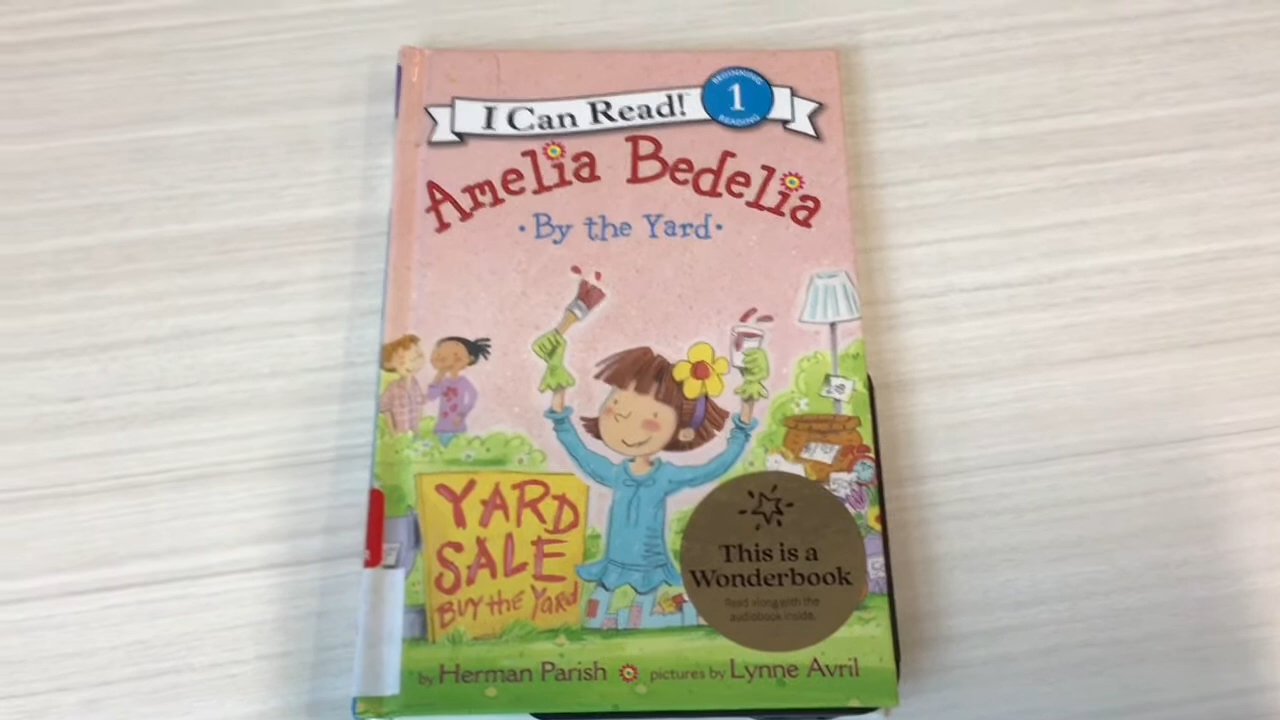 I Can Read!
BEGINNING
1
READING
Amelia Bedelia
·By the Yard·
YARD
SALE
BUY the YARD
This is a
Wonderbook
Read along with the
audiobook inside.
by Herman Parish pictures by Lynne Avril